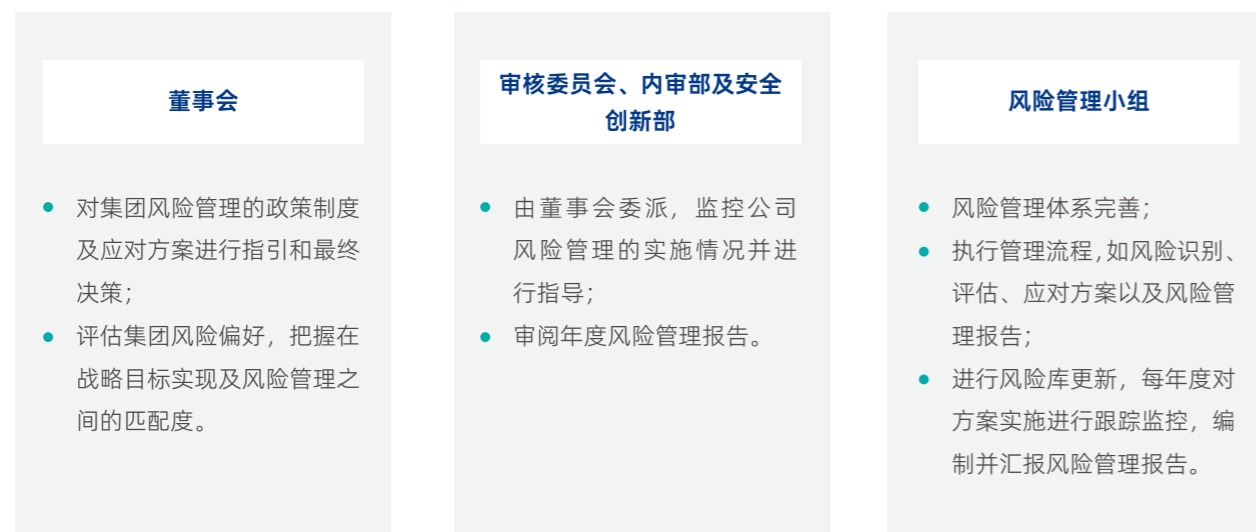 董事会
对集团风险管理的政策制度
及应对方案进行指引和最终
决策；
评估集团风险偏好，把握在
战略目标实现及风险管理之
间的匹配度。
审核委员会、内审部及安全
创新部
由董事会委派，监控公司
风险管理的实施情况并进
行指导；
审阅年度风险管理报告。
风险管理小组
风险管理体系完善；
执行管理流程，如风险识别、
评估、应对方案以及风险管
理报告；
进行风险库更新，每年度对
方案实施进行跟踪监控，编
制并汇报风险管理报告。